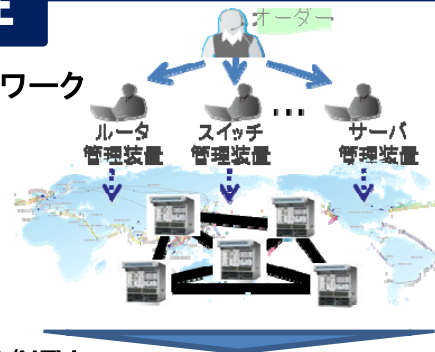 オーダー
ワーク
ルータ
管理装置
スイッチ
管理装置
…
サーバ
管理装置